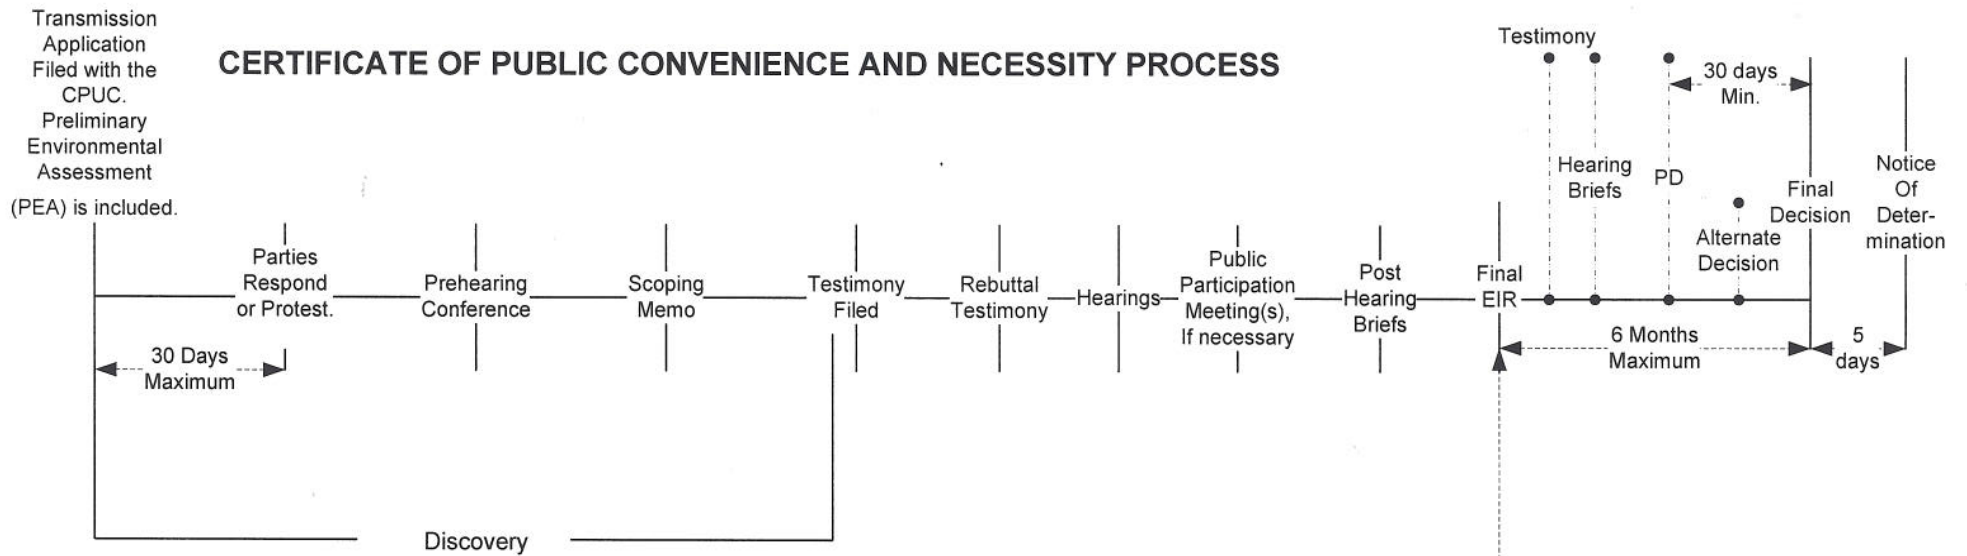 Transmission
Application
Filed with the
CPUC.
Preliminary
Environmental
Assessment
(PEA) is included.
CERTIFICATE OF PUBLIC CONVENIENCE AND NECESSITY PROCESS
Parties
Respond
or Protest.
30 Days
Maximum
Prehearing
Conference
Scoping
Memo
Testimony
Filed
Discovery
Rebuttal
Testimony
Hearings
Public
Participation
Meeting(s),
If necessary
Post
Hearing
Briefs
Final
EIR
Testimony
Hearing
Briefs
PD
30 days
Min.
Alternate
Decision
Final
Decision
6 Months
Maximum
5
days
Notice
Of
Deter-
mination